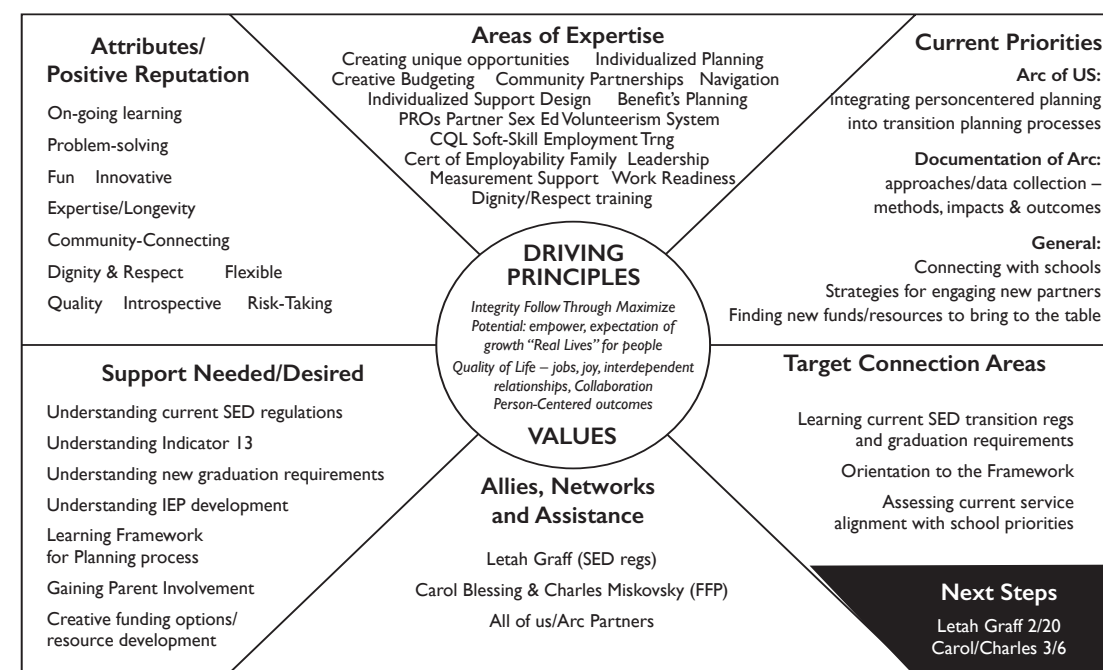 Attributes/
Positive Reputation
On-going learning
Problem-solving
Fun Innovative
Expertise/Longevity
Community-Connecting
Dignity & Respect Flexible
Quality Introspective Risk-Taking
Areas of Expertise
Creating unique opportunities Individualized Planning
Creative Budgeting Community Partnerships Navigation
Individualized Support Design Benefit's Planning
PROs Partner Sex Ed Volunteerism System
CQL Soft-Skill Employment Trng
Cert of Employability Family Leadership
Measurement Support Work Readiness
Dignity/Respect training
Current Priorities
Arc of US:
Integrating personcentered planning
into transition planning processes
Documentation of Arc:
approaches/data collection –
methods, impacts & outcomes
General:
Connecting with schools
Strategies for engaging new partners
Finding new funds/resources to bring to the table
DRIVING
PRINCIPLES
Integrity Follow Through Maximize
Potential: empower, expectation of
growth "Real Lives" for people
Quality of Life – jobs, joy, interdependent
relationships, Collaboration
Person-Centered outcomes
VALUES
Support Needed/Desired
Understanding current SED regulations
Understanding Indicator 13
Understanding new graduation requirements
Understanding IEP development
Learning Framework
for Planning process
Gaining Parent Involvement
Creative funding options/
resource development
Allies, Networks
and Assistance
Letah Graff (SED regs)
Carol Blessing & Charles Miskovsky (FFP)
All of us/Arc Partners
Target Connection Areas
Learning current SED transition regs
and graduation requirements
Orientation to the Framework
Assessing current service
alignment with school priorities
Next Steps
Letah Graff 2/20
Carol/Charles 3/6